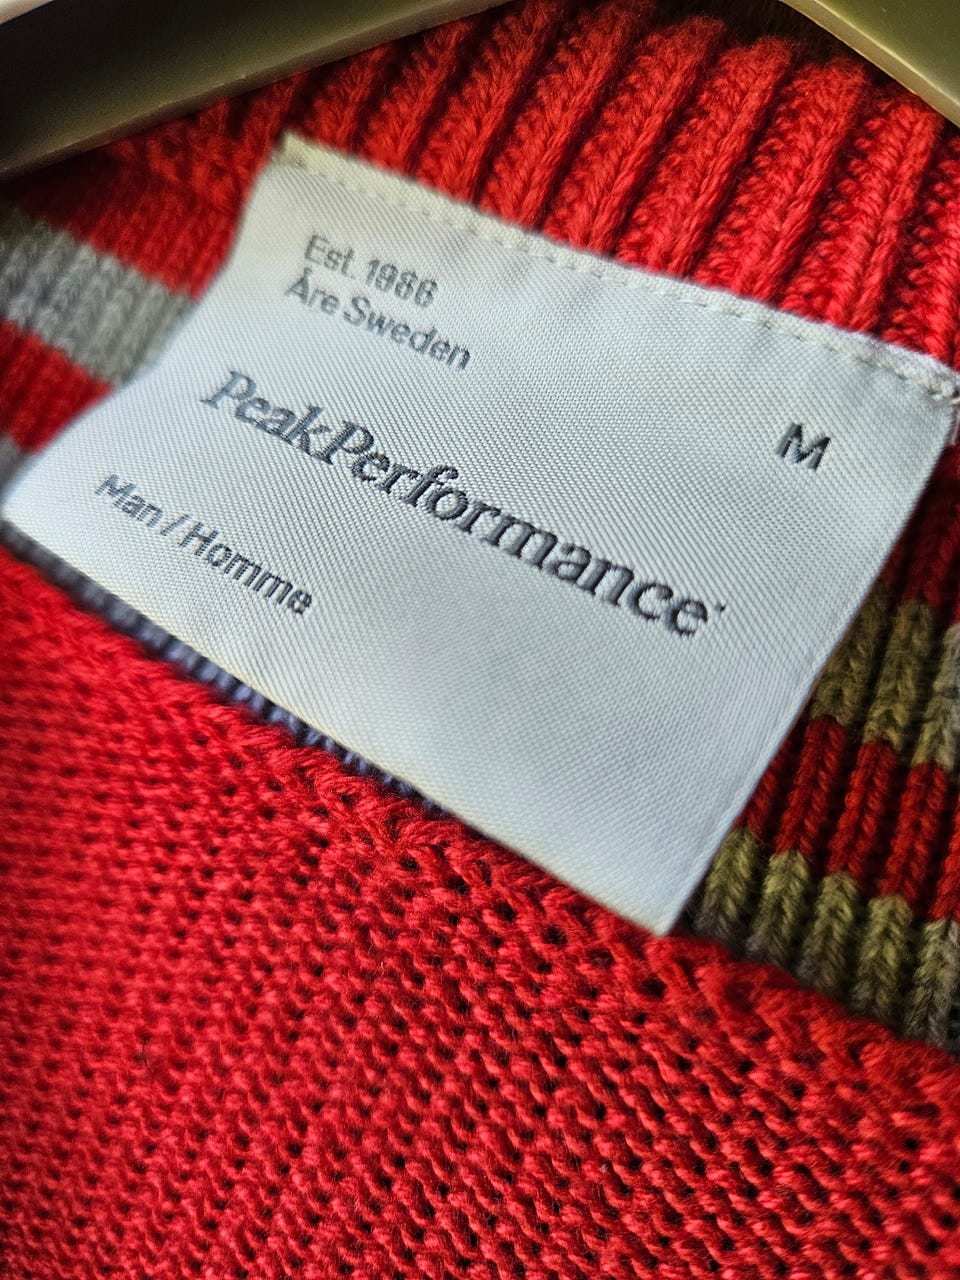 Est. 1986
Åre Sweden
M
PeakPerformance
Man / Homme